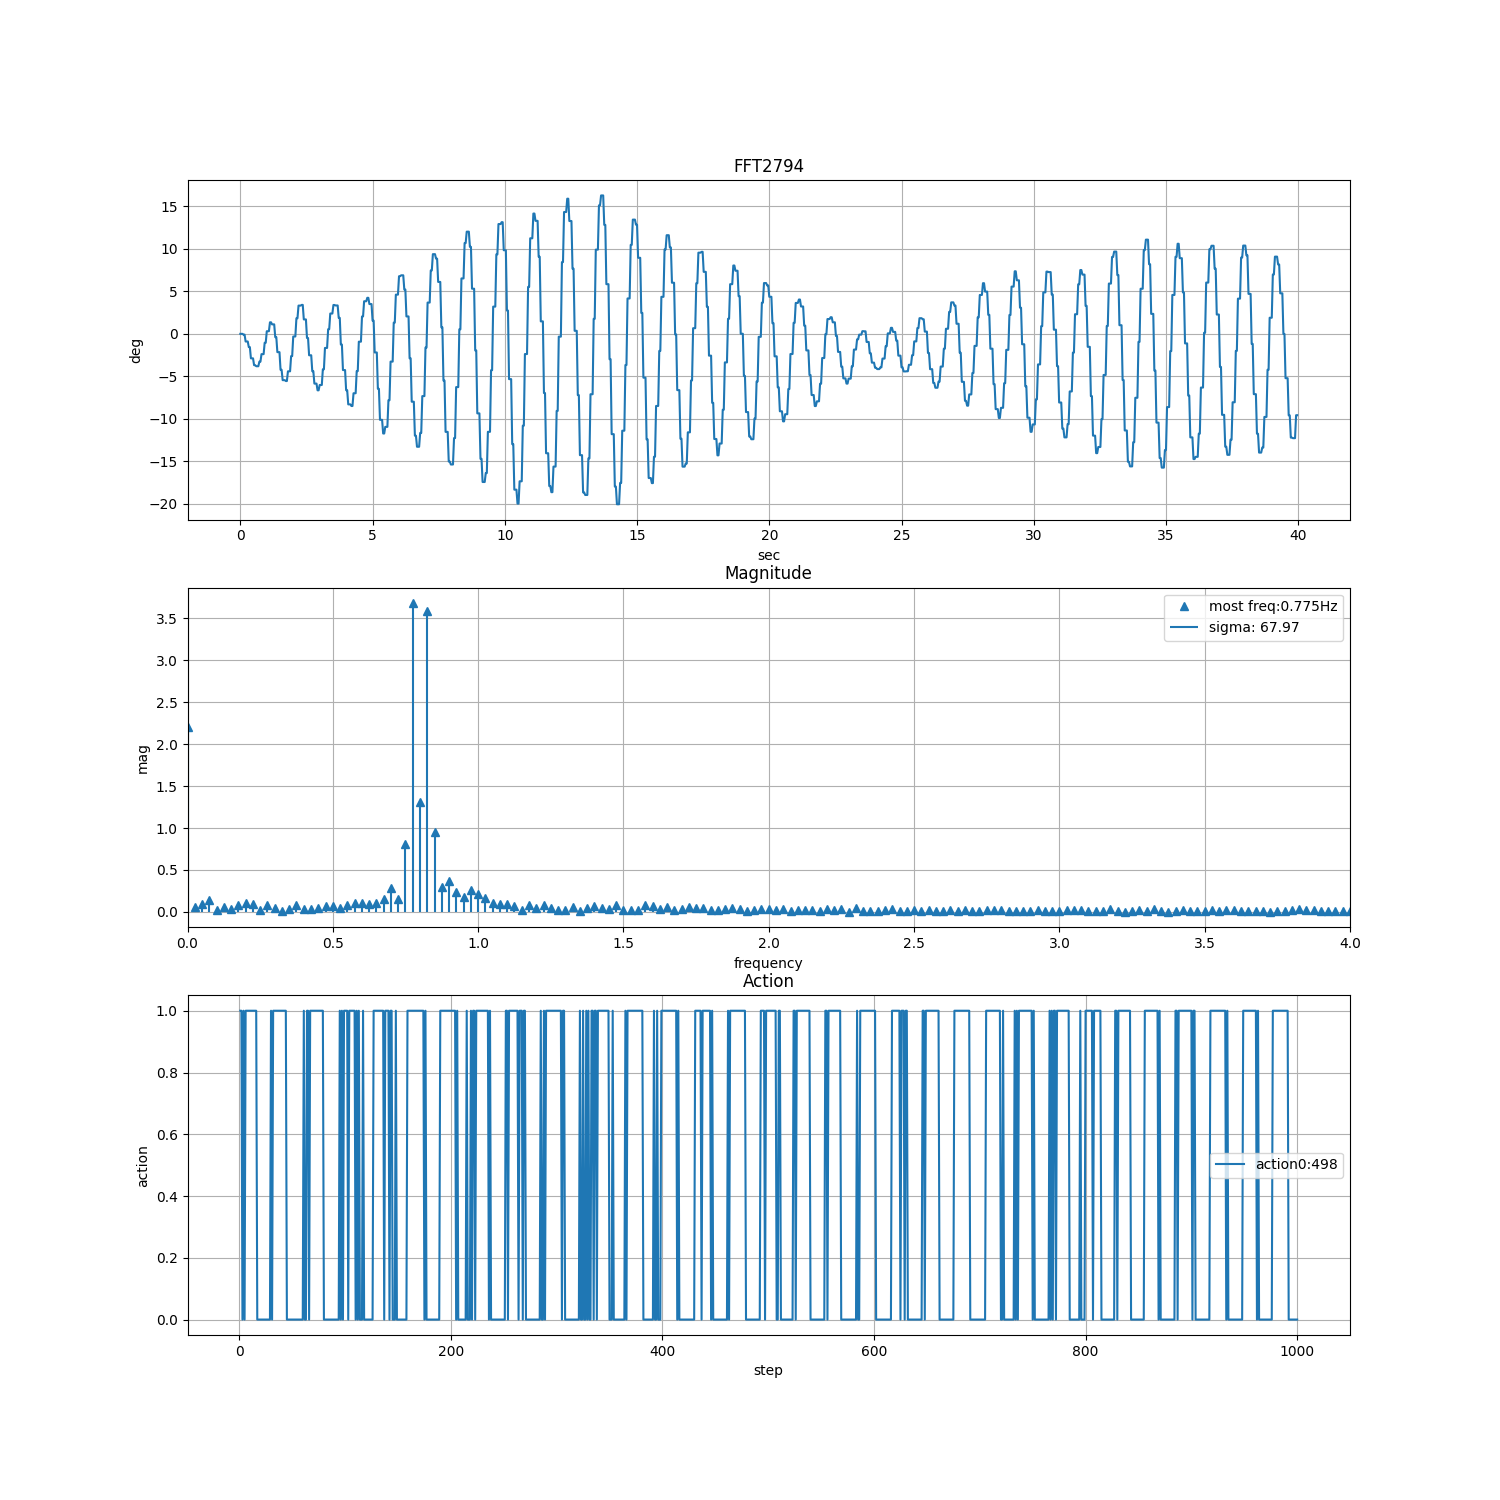 FFT2794
15
10
5
0
−5
−10
−15
−20
deg
0 5 10 15 20 25 30 35 40
sec
Magnitude
3.5
3.0
2.5
2.0
1.5
1.0
0.5
0.0
mag
most freq:0.775Hz
sigma: 67.97
0.0 0.5 1.0 1.5 2.0 2.5 3.0 3.5 4.0
frequency
Action
1.0
0.8
0.6
0.4
0.2
0.0
action
action0:498
0 200 400 600 800 1000
step